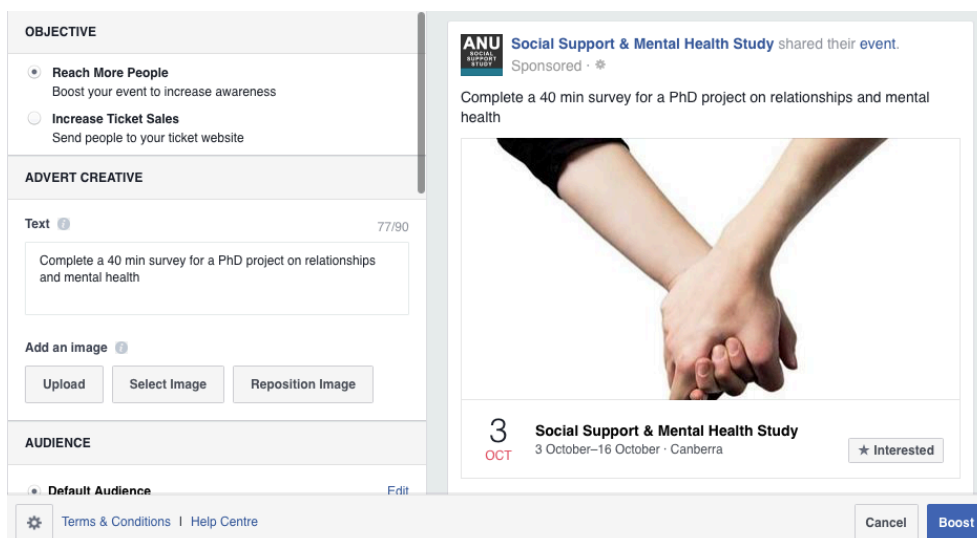 OBJECTIVE
Reach More People
Boost your event to increase awareness
Increase Ticket Sales
Send people to your ticket website
ADVERT CREATIVE
Text
77/90
Complete a 40 min survey for a PhD project on relationships
and mental health
Add an image
Upload
Select Image
Reposition Image
AUDIENCE
Default Audience
Edit
Terms & Conditions | Help Centre
ANU
SOCIAL
SUPPORT
STUDY
Social Support & Mental Health Study shared their event.
Sponsored ·
Complete a 40 min survey for a PhD project on relationships and mental
health
3
OCT
Social Support & Mental Health Study
3 October–16 October · Canberra
★ Interested
Cancel
Boost